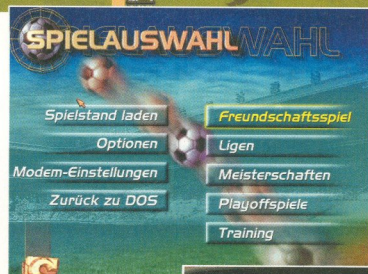 SPIELAUSWAHL
Spielstand laden
Optionen
Modem-Einstellungen
Zurück zu DOS
Freundschaftsspiel
Ligen
Meisterschaften
Playoffspiele
Training